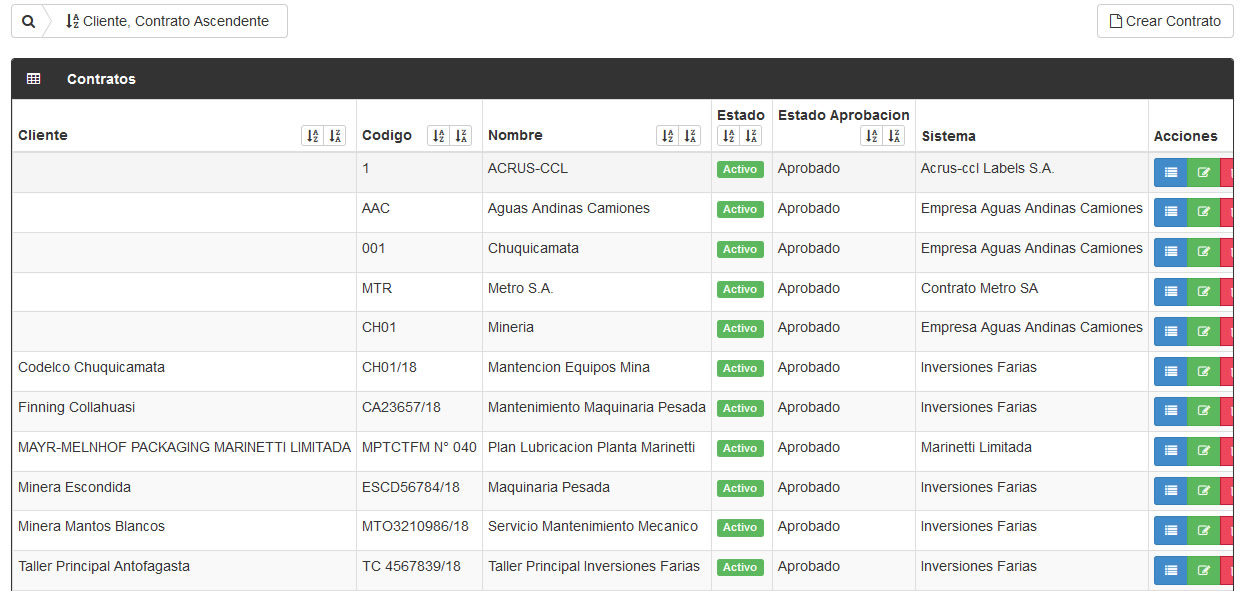 Cliente, Contrato Ascendente
Crear Contrato
Contratos
Cliente Codigo Nombre Estado Estado Aprobacion Sistema Acciones
1 ACRUS-CCL Activo Aprobado Acrus-ccl Labels S.A.
AAC Aguas Andinas Camiones Activo Aprobado Empresa Aguas Andinas Camiones
001 Chuquicamata Activo Aprobado Empresa Aguas Andinas Camiones
MTR Metro S.A. Activo Aprobado Contrato Metro SA
CH01 Mineria Activo Aprobado Empresa Aguas Andinas Camiones
Codelco Chuquicamata CH01/18 Mantencion Equipos Mina Activo Aprobado Inversiones Farias
Finning Collahuasi CA23657/18 Mantenimiento Maquinaria Pesada Activo Aprobado Inversiones Farias
MAYR-MELNHOF PACKAGING MARINETTI LIMITADA MPTCTFM N° 040 Plan Lubricacion Planta Marinetti Activo Aprobado Marinetti Limitada
Minera Escondida ESCD56784/18 Maquinaria Pesada Activo Aprobado Inversiones Farias
Minera Mantos Blancos MTO3210986/18 Servicio Mantenimiento Mecanico Activo Aprobado Inversiones Farias
Taller Principal Antofagasta TC 4567839/18 Taller Principal Inversiones Farias Activo Aprobado Inversiones Farias